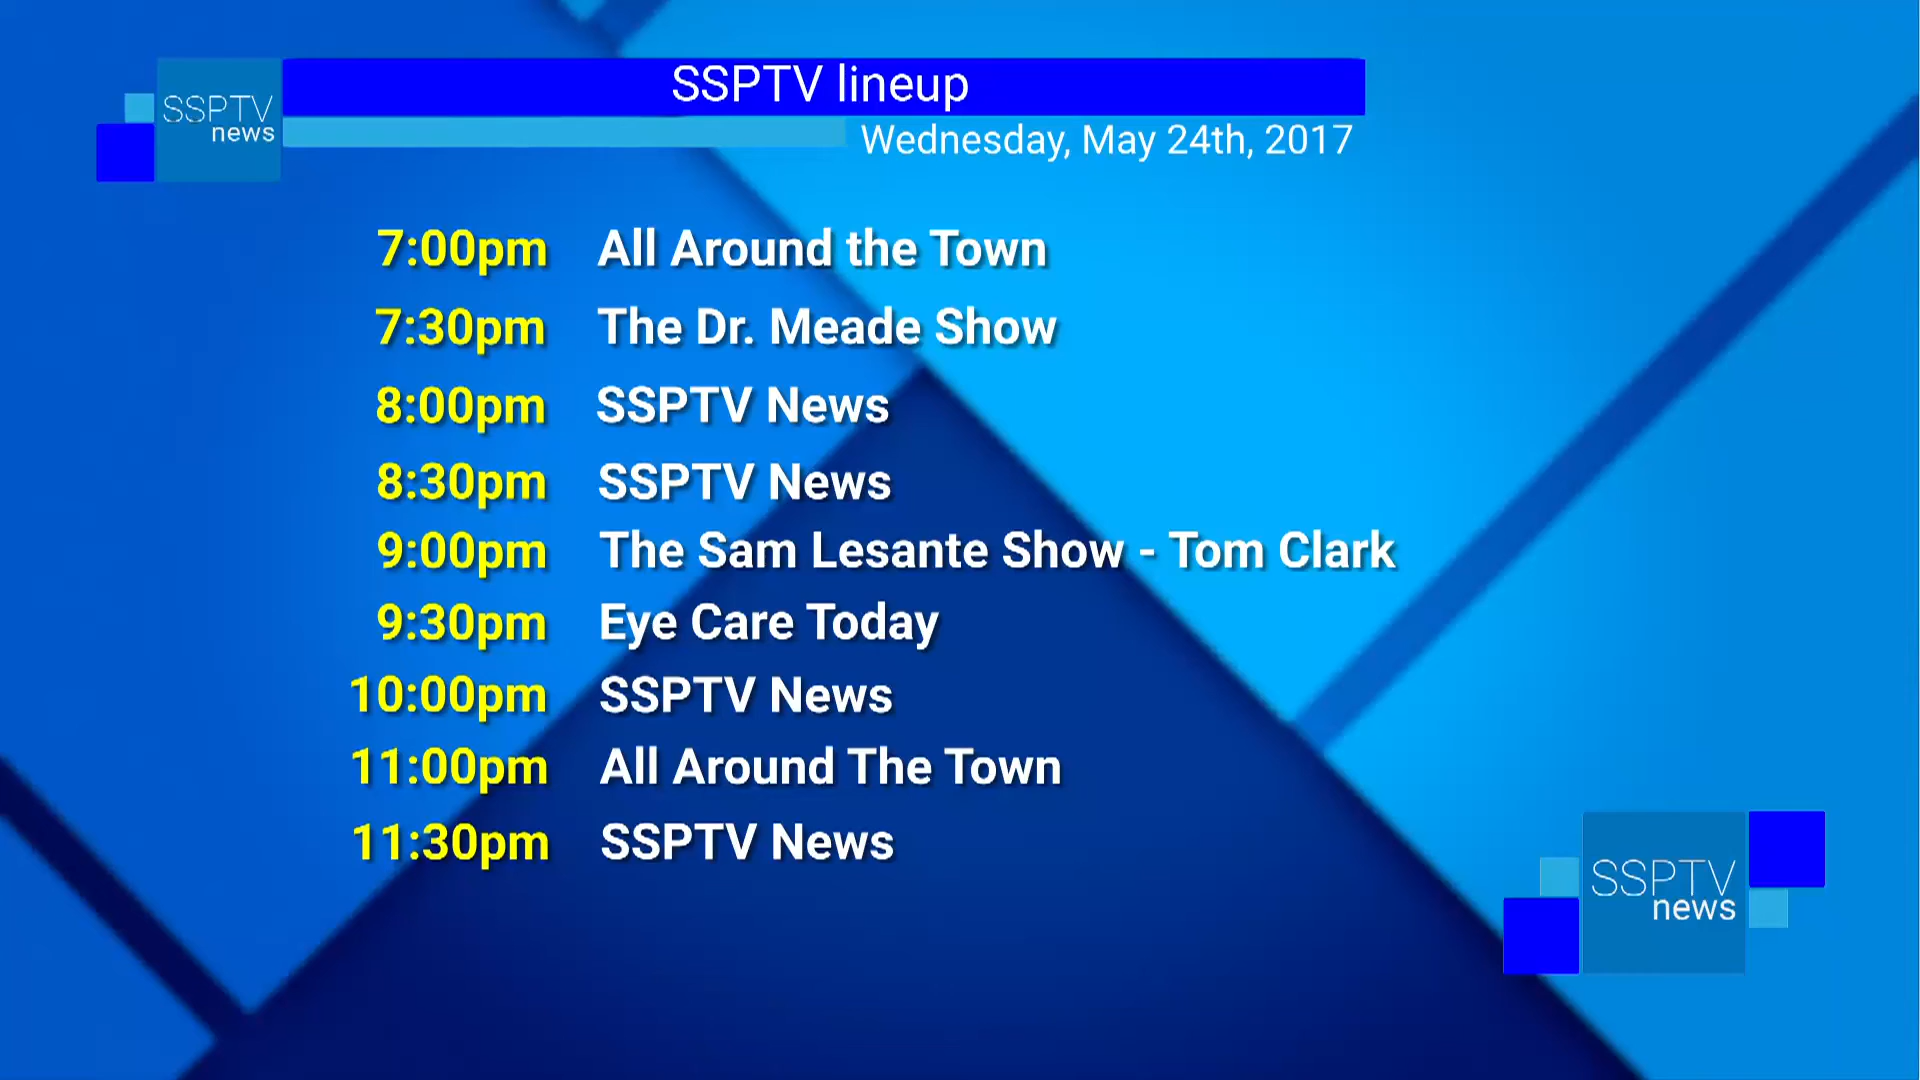 SSPTV lineup
SSPTV
news
Wednesday, May 24th, 2017
7:00pm All Around the Town
7:30pm The Dr. Meade Show
8:00pm SSPTV News
8:30pm SSPTV News
9:00pm The Sam Lesante Show - Tom Clark
9:30pm Eye Care Today
10:00pm SSPTV News
11:00pm All Around The Town
11:30pm SSPTV News
SSPTV
news